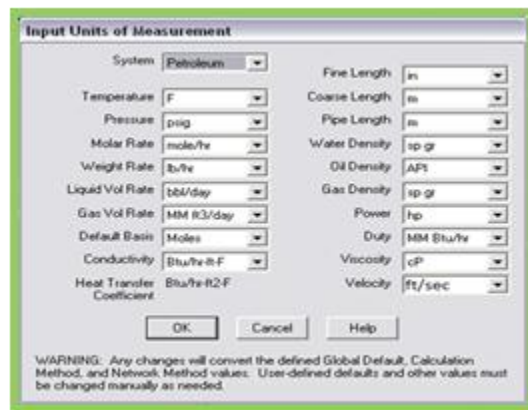 Input Units of Measurement
System Petroleum
Fine Length in
Temperature F
Coarse Length m
Pressure psig
Pipe Length m
Molar Rate mole/hr
Water Density sp gr
Weight Rate lb/hr
Oil Density API
Liquid Vol Rate bbl/day
Gas Density sp gr
Gas Vol Rate MM ft3/day
Power hp
Default Basis Moles
Duty MM Btu/hr
Conductivity Btu/hr-ft-F
Viscosity cP
Heat Transfer Coefficient Btu/hr-ft2-F
Velocity ft/sec
OK Cancel Help
WARNING: Any changes will convert the defined Global Default, Calculation
Method, and Network Method values. User-defined defaults and other values must
be changed manually as needed.